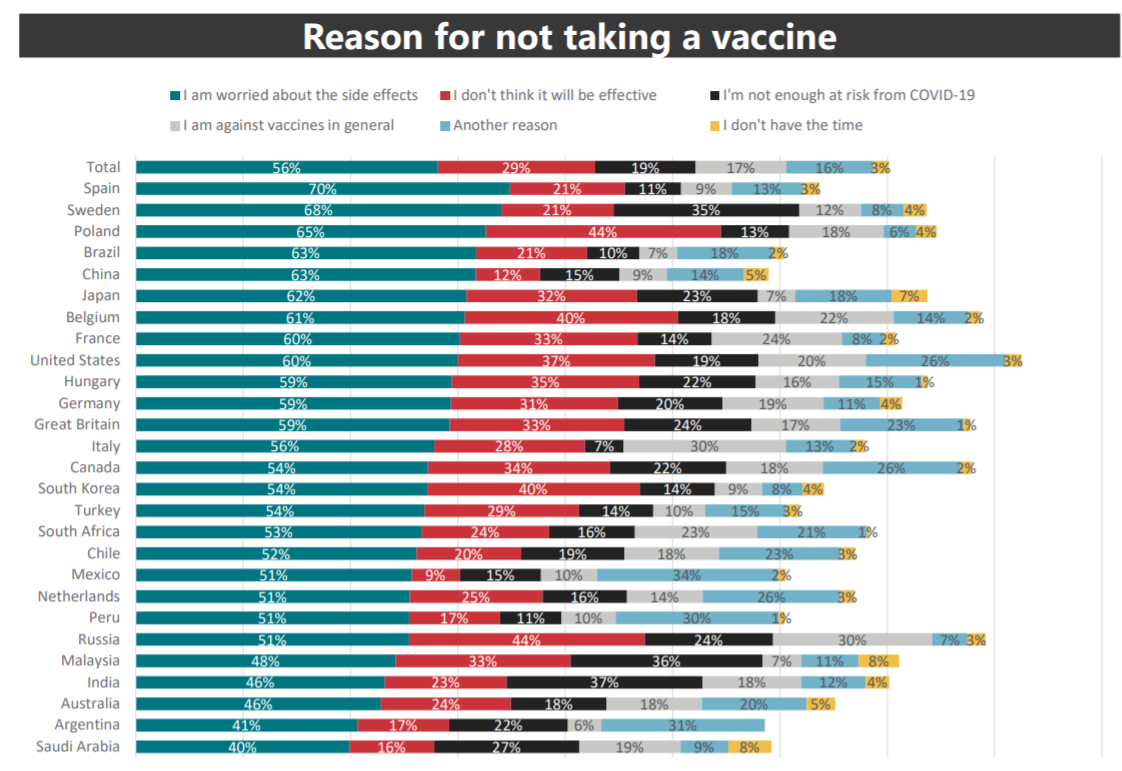 Reason for not taking a vaccine
I am worried about the side effects I don't think it will be effective I'm not enough at risk from COVID-19
I am against vaccines in general Another reason I don't have the time
Total 56% 29% 19% 17% 16% 3%
Spain 70% 21% 11% 9% 13% 3%
Sweden 68% 21% 35% 12% 8% 4%
Poland 65% 44% 13% 18% 6% 4%
Brazil 63% 21% 10% 7% 18% 2%
China 63% 12% 15% 9% 14% 5%
Japan 62% 32% 23% 7% 18% 7%
Belgium 61% 40% 18% 22% 14% 2%
France 60% 33% 14% 24% 8% 2%
United States 60% 37% 19% 20% 26% 3%
Hungary 59% 35% 22% 16% 15% 1%
Germany 59% 31% 20% 19% 11% 4%
Great Britain 59% 33% 24% 17% 23% 1%
Italy 56% 28% 7% 30% 13% 2%
Canada 54% 34% 22% 18% 26% 2%
South Korea 54% 40% 14% 9% 8% 4%
Turkey 54% 29% 14% 10% 15% 3%
South Africa 53% 24% 16% 23% 21% 1%
Chile 52% 20% 19% 18% 23% 3%
Mexico 51% 9% 15% 10% 34% 2%
Netherlands 51% 25% 16% 14% 26% 3%
Peru 51% 17% 11% 10% 30% 1%
Russia 51% 44% 24% 30% 7% 3%
Malaysia 48% 33% 36% 7% 11% 8%
India 46% 23% 37% 18% 12% 4%
Australia 46% 24% 18% 18% 20% 5%
Argentina 41% 17% 22% 6% 31%
Saudi Arabia 40% 16% 27% 19% 9% 8%